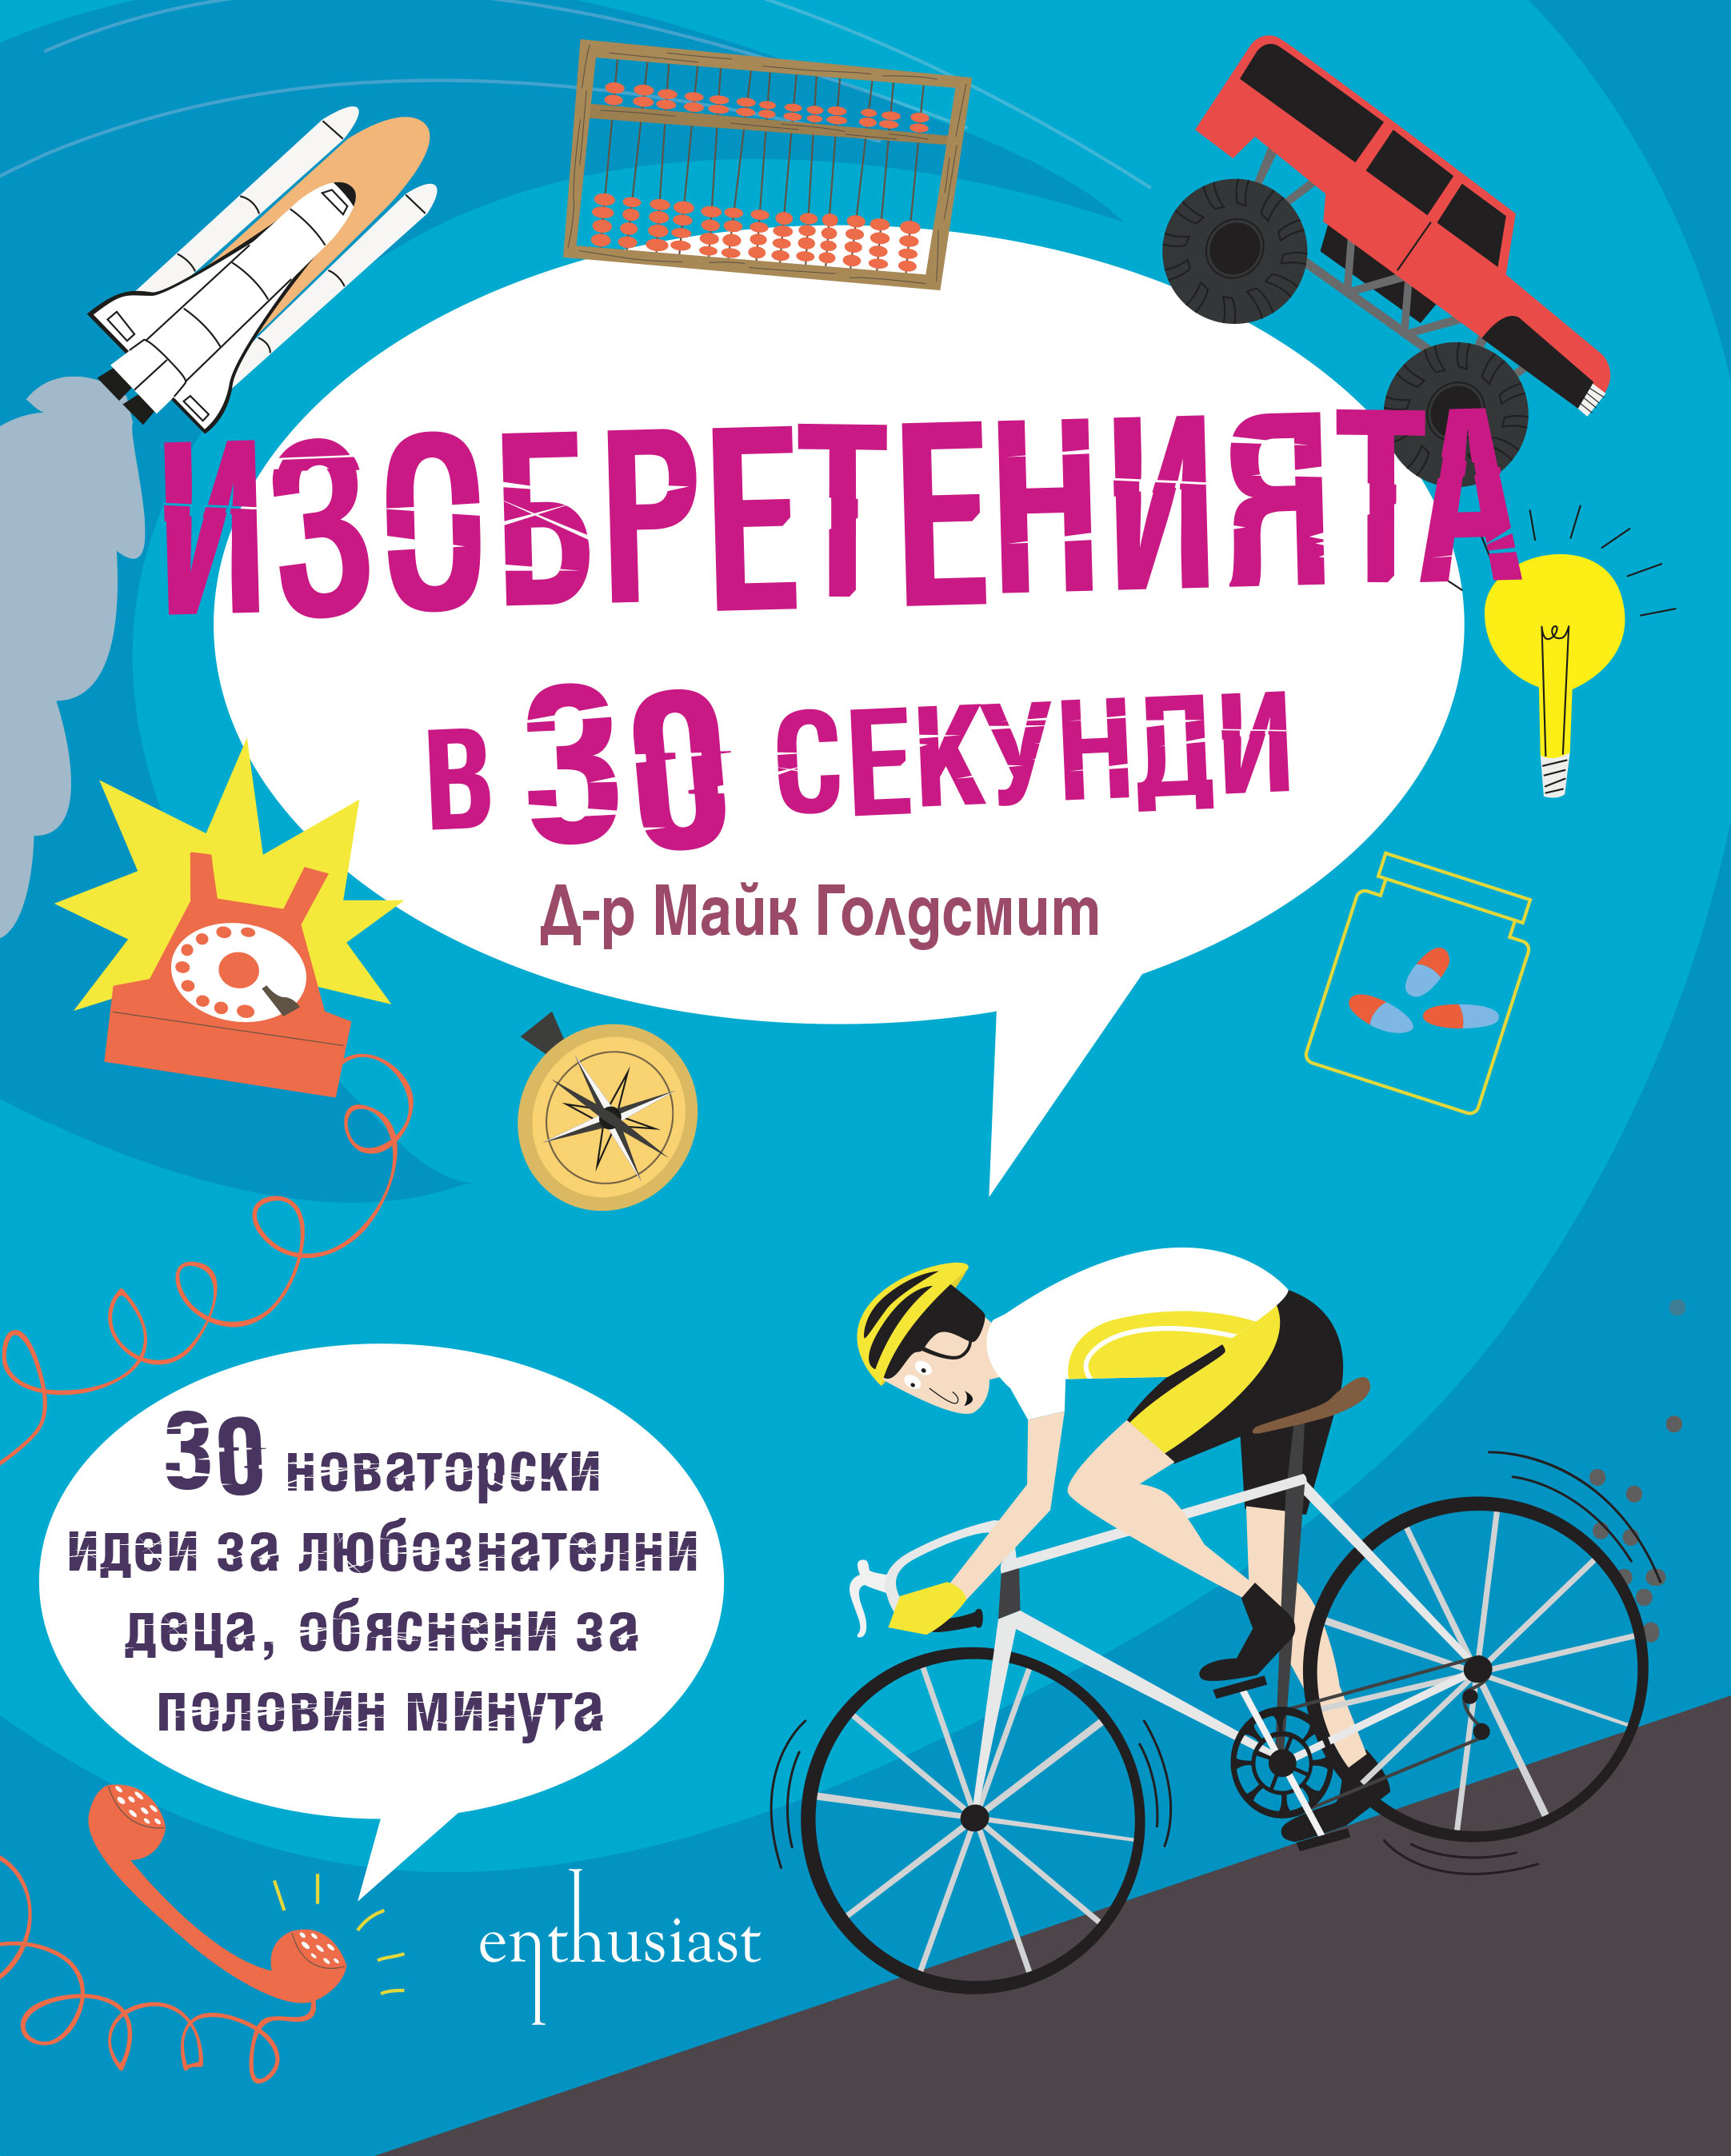 ИЗОБРЕТЕНИЯТА
В 30 СЕКУНДИ
Д-р Майк Голдсмит
30 новаторски
идеи за любознателни
деца, обяснени за
половин минута
enthusiast